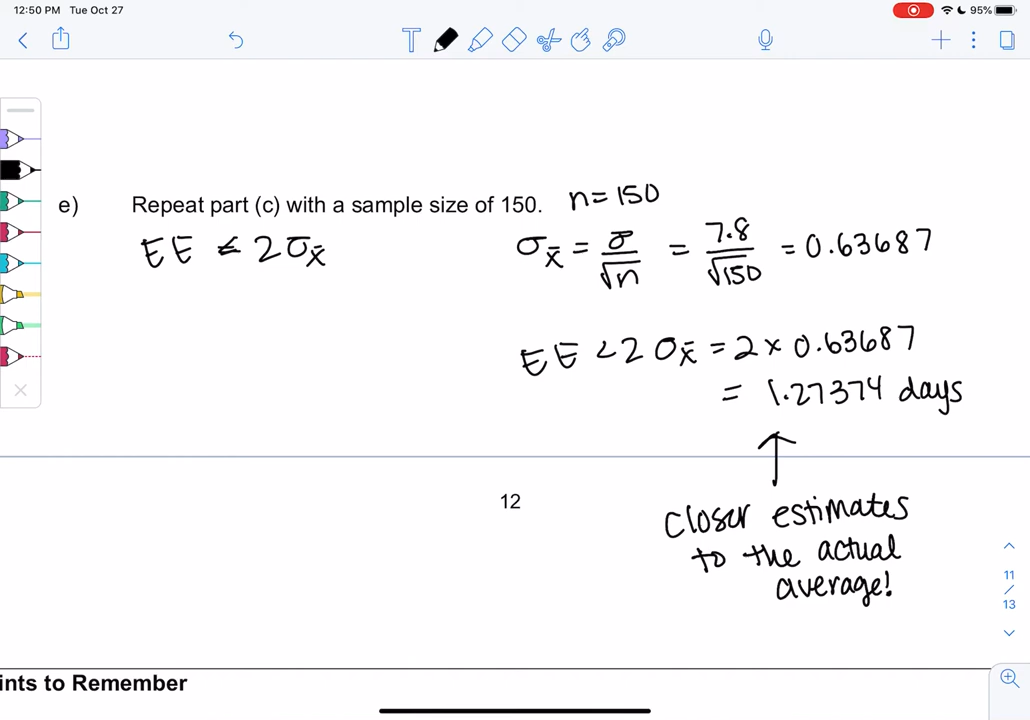 12:50 PM Tue Oct 27
95%
T
e) Repeat part (c) with a sample size of 150. n = 150
EE < 2σx̄
σx̄ = σ/√n = 7.8/√150 = 0.63687
EE < 2σx̄ = 2 × 0.63687
= 1.27374 days
12
closer estimates
to the actual
average!
11
/
13
ints to Remember